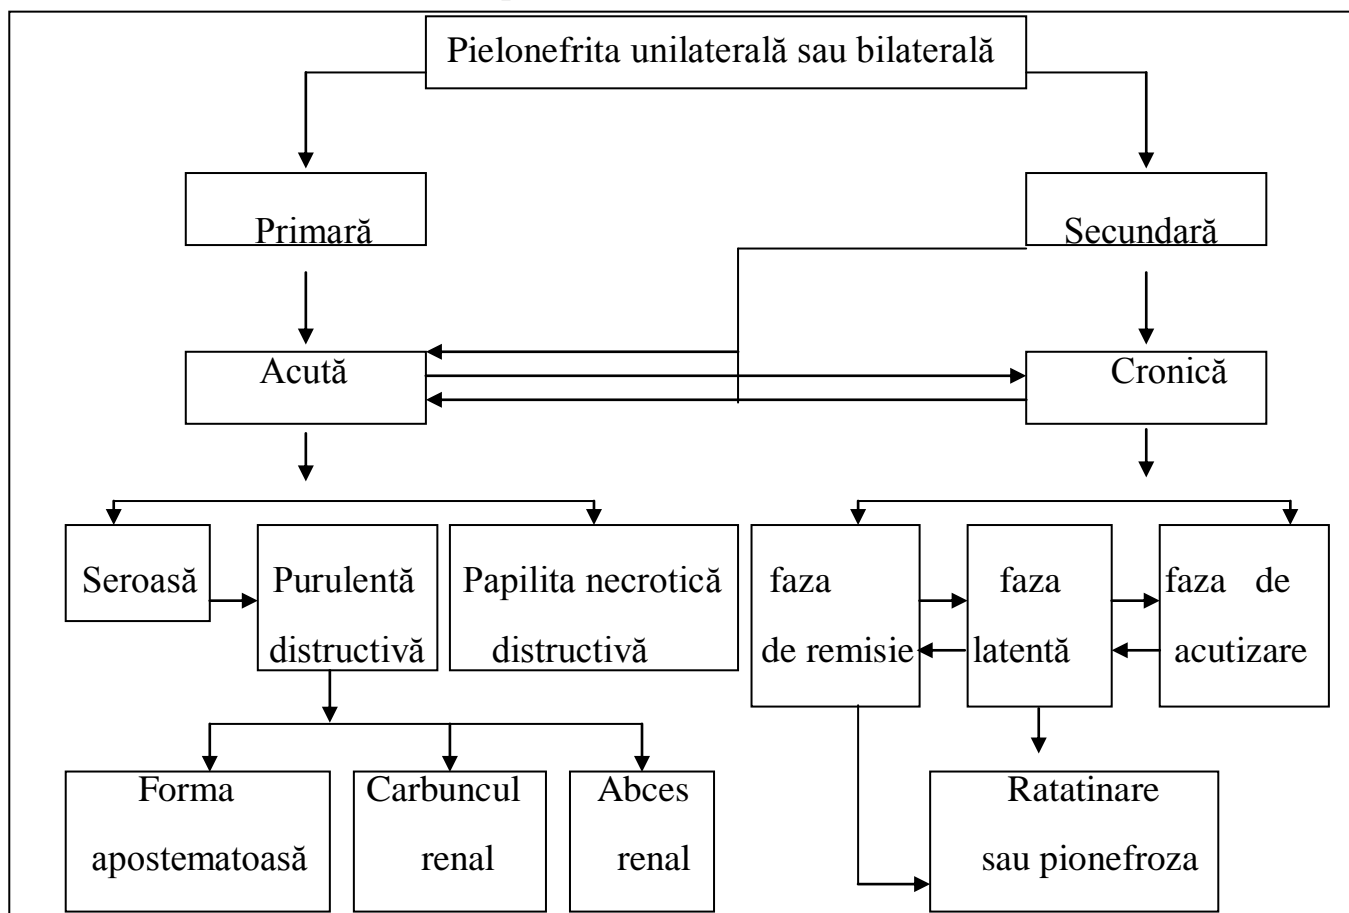 Pielonefrita unilaterală sau bilaterală
Primară
Secundară
Acută
Cronică
Seroasă
Purulentă
distructivă
Papilita necrotică
distructivă
faza
de remisie
faza
latentă
faza de
acutizare
Forma
apostematoasă
Carbuncul
renal
Abces
renal
Ratatinare
sau pionefroza